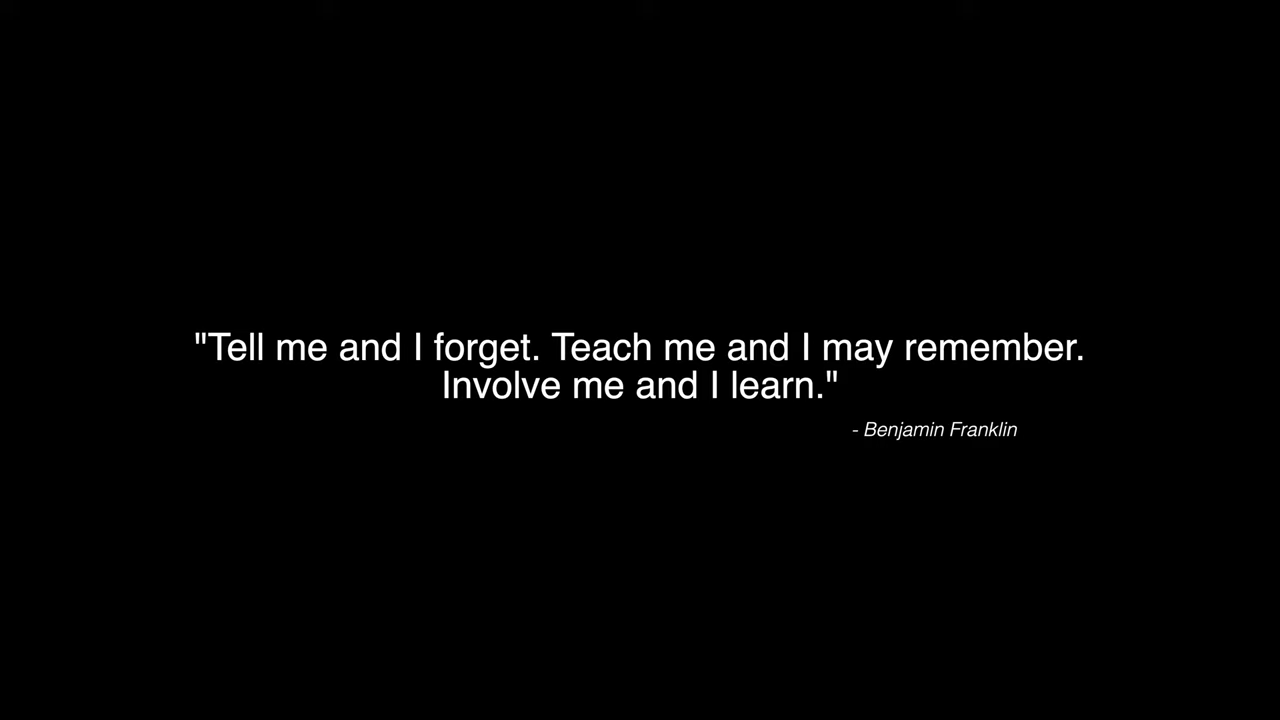 "Tell me and I forget. Teach me and I may remember.
Involve me and I learn."
- Benjamin Franklin